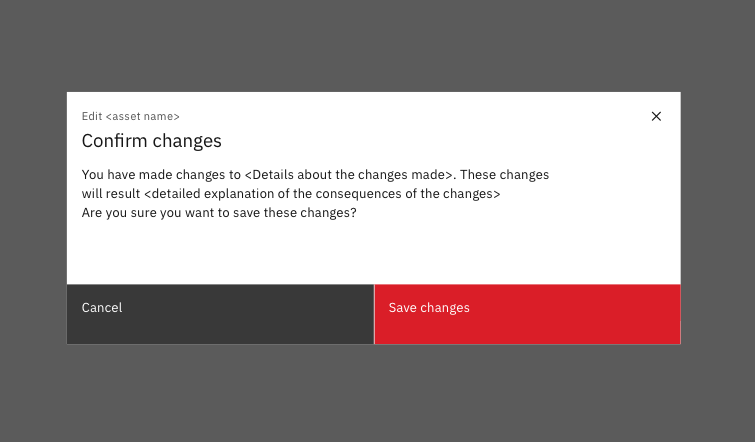 Edit <asset name>
Confirm changes
You have made changes to <Details about the changes made>. These changes
will result <detailed explanation of the consequences of the changes>
Are you sure you want to save these changes?
Cancel
Save changes